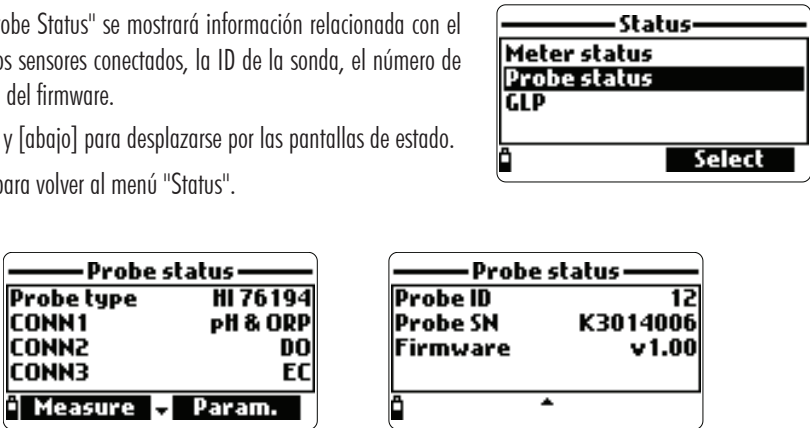 obe Status" se mostrará información relacionada con el
os sensores conectados, la ID de la sonda, el número de
del firmware.
y [abajo] para desplazarse por las pantallas de estado.
para volver al menú "Status".
Status
Meter status
Probe status
GLP
Select
Probe status
Probe type HI 76194
CONN1 pH & ORP
CONN2 DO
CONN3 EC
Measure Param.
Probe status
Probe ID 12
Probe SN K3014006
Firmware v1.00